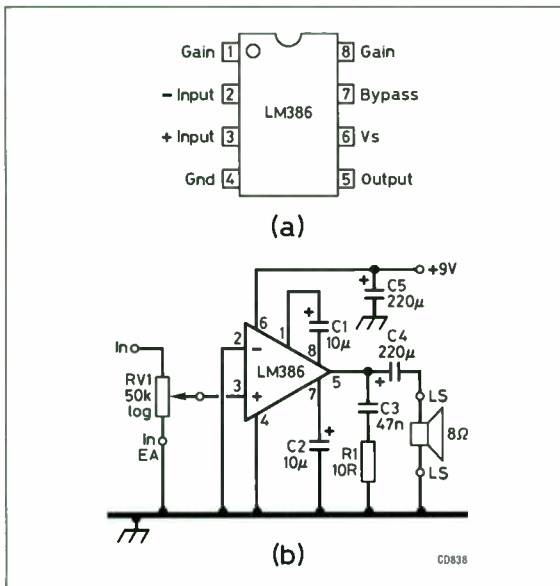 Gain 1 8 Gain
– Input 2 7 Bypass
LM386
+ Input 3 6 Vs
Gnd 4 5 Output
(a)
+9V
+ C5
220µ
6 1 + C1
10µ
C4
220µ
In
2 – 8
LM386 5 +
LS
RV1
50k
log
3 + 7
C3
47n
8Ω
4
In
EA
+
C2
10µ
R1
10R
LS
(b)
CD838